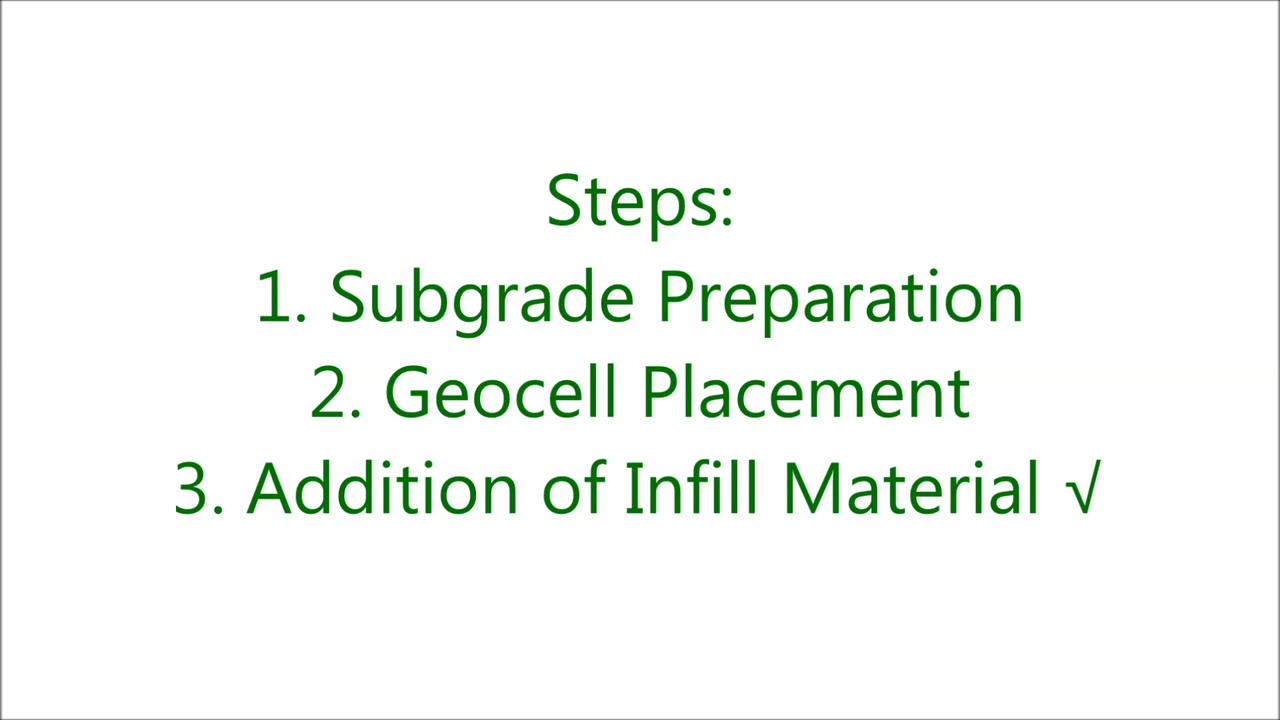 Steps:
1. Subgrade Preparation
2. Geocell Placement
3. Addition of Infill Material √